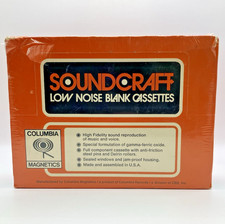 SOUNDCRAFT
LOW NOISE BLANK CASSETTES
COLUMBIA
MAGNETICS
High Fidelity sound reproduction
of music and voice.
Special formulation of gamma-ferric oxide.
Full component cassette with anti-friction
steel pins and Delrin rollers.
Sealed windows and jam-proof housing.
Made and assembled in U.S.A.